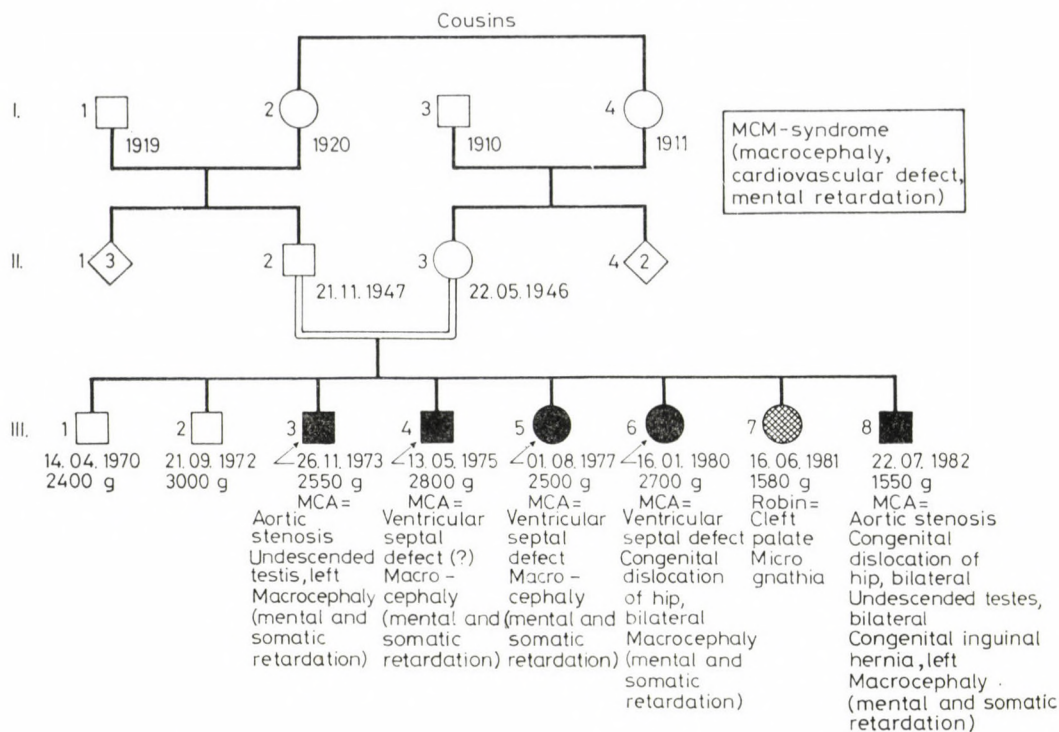 Cousins
I.
1
1919
2
1920
3
1910
4
1911
MCM-syndrome
(macrocephaly,
cardiovascular defect,
mental retardation)
II.
1
3
2
21.11.1947
3
22.05.1946
4
2
III.
1
14.04.1970
2400 g
2
21.09.1972
3000 g
3
26.11.1973
2550 g
MCA=
Aortic
stenosis
Undescended
testis, left
Macrocephaly
(mental and
somatic
retardation)
4
13.05.1975
2800 g
MCA=
Ventricular
septal
defect (?)
Macro-
cephaly
(mental and
somatic
retardation)
5
01.08.1977
2500 g
MCA=
Ventricular
septal
defect
Macro-
cephaly
(mental and
somatic
retardation)
6
16.01.1980
2700 g
MCA=
Ventricular
septal defect
Congenital
dislocation
of hip,
bilateral
Macrocephaly
(mental and
somatic
retardation)
7
16.06.1981
1580 g
Robin=
Cleft
palate
Micro
gnathia
8
22.07.1982
1550 g
MCA=
Aortic stenosis
Congenital
dislocation of
hip, bilateral
Undescended testes,
bilateral
Congenital inguinal
hernia, left
Macrocephaly
(mental and somatic
retardation)